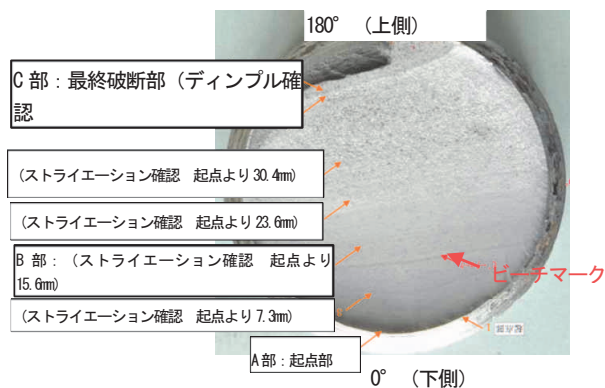 180° （上側）
C 部：最終破断部（ディンプル確
認
（ストライエーション確認 起点より 30.4㎜）
（ストライエーション確認 起点より 23.6㎜）
B 部：（ストライエーション確認 起点より
15.6㎜）
ビーチマーク
（ストライエーション確認 起点より 7.3㎜）
A 部：起点部
0° （下側）